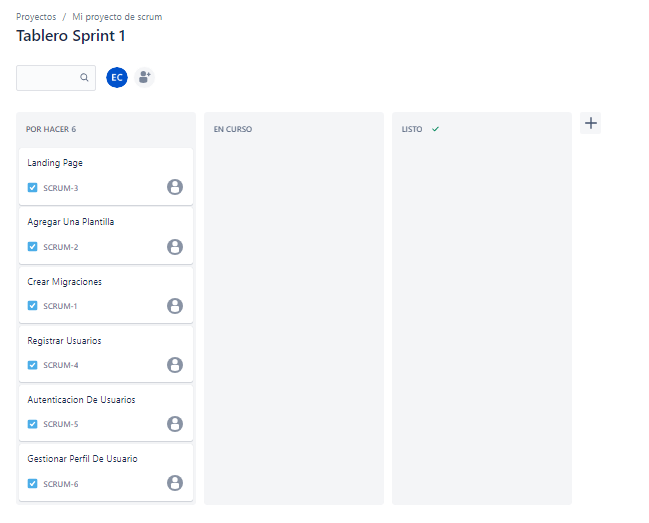 Proyectos / Mi proyecto de scrum
Tablero Sprint 1
EC
POR HACER 6
Landing Page
SCRUM-3
Agregar Una Plantilla
SCRUM-2
Crear Migraciones
SCRUM-1
Registrar Usuarios
SCRUM-4
Autenticacion De Usuarios
SCRUM-5
Gestionar Perfil De Usuario
SCRUM-6
EN CURSO
LISTO